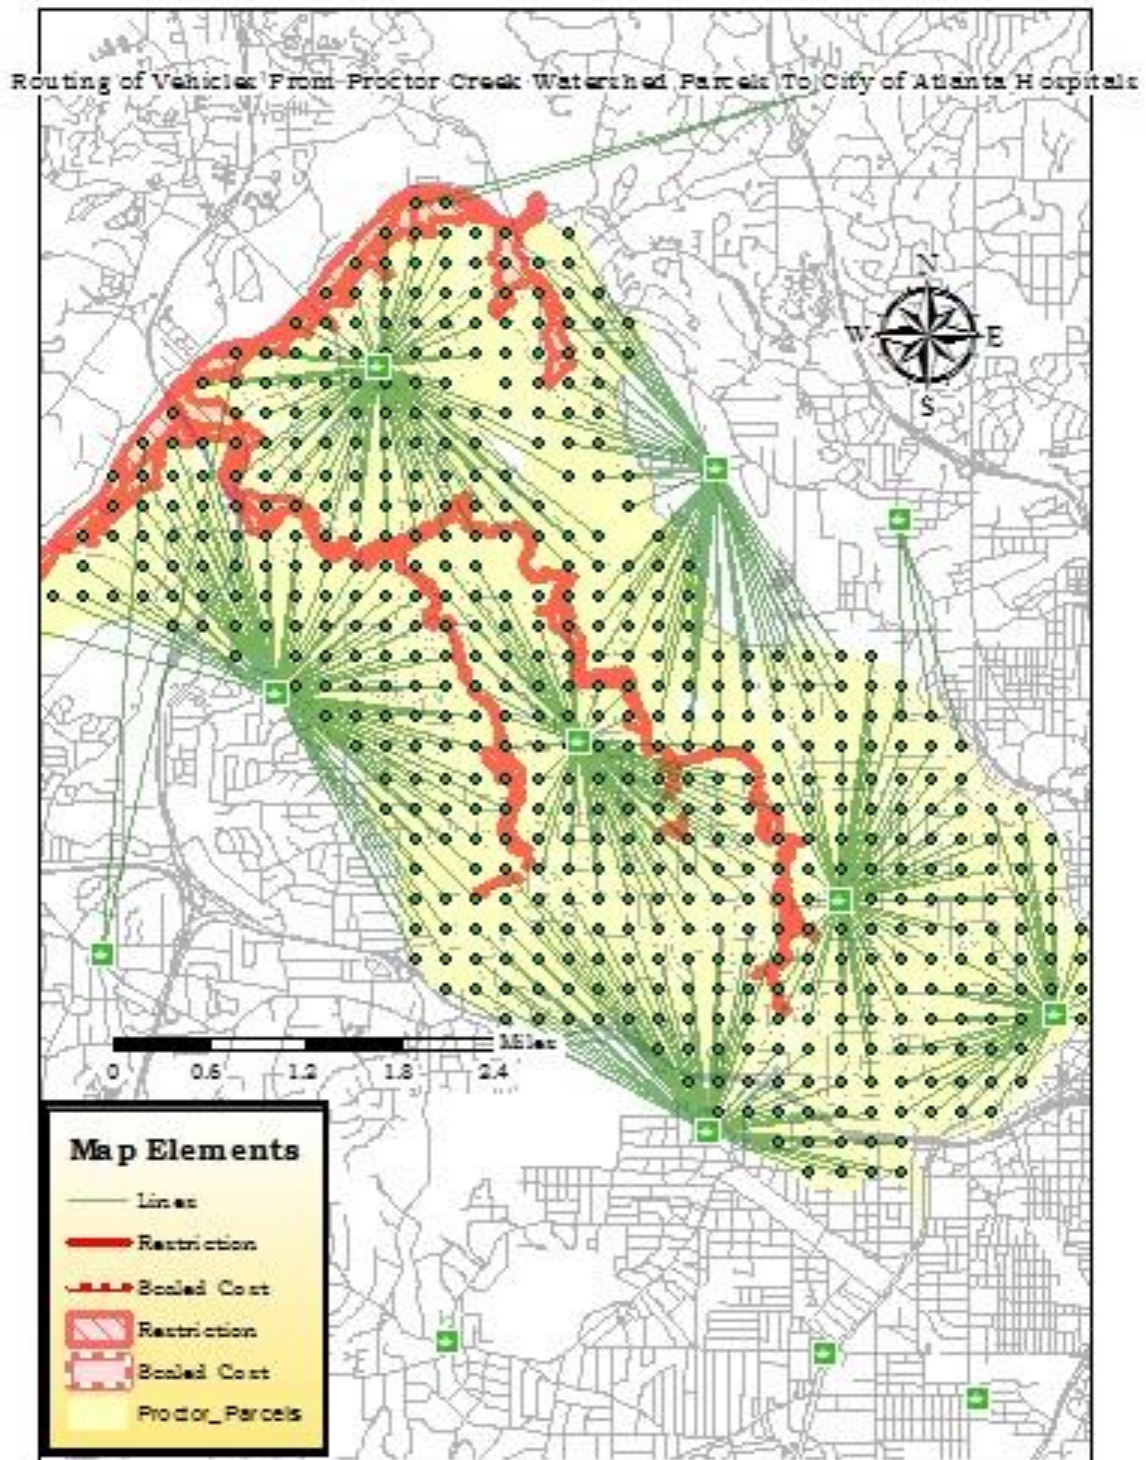 Routing of Vehicles From Proctor Creek Watershed Parcels To City of Atlanta Hospitals
N
W E
S
Miles
0 0.6 1.2 1.8 2.4
Map Elements
Lines
Restriction
Scaled Cost
Restriction
Scaled Cost
Proctor_Parcels